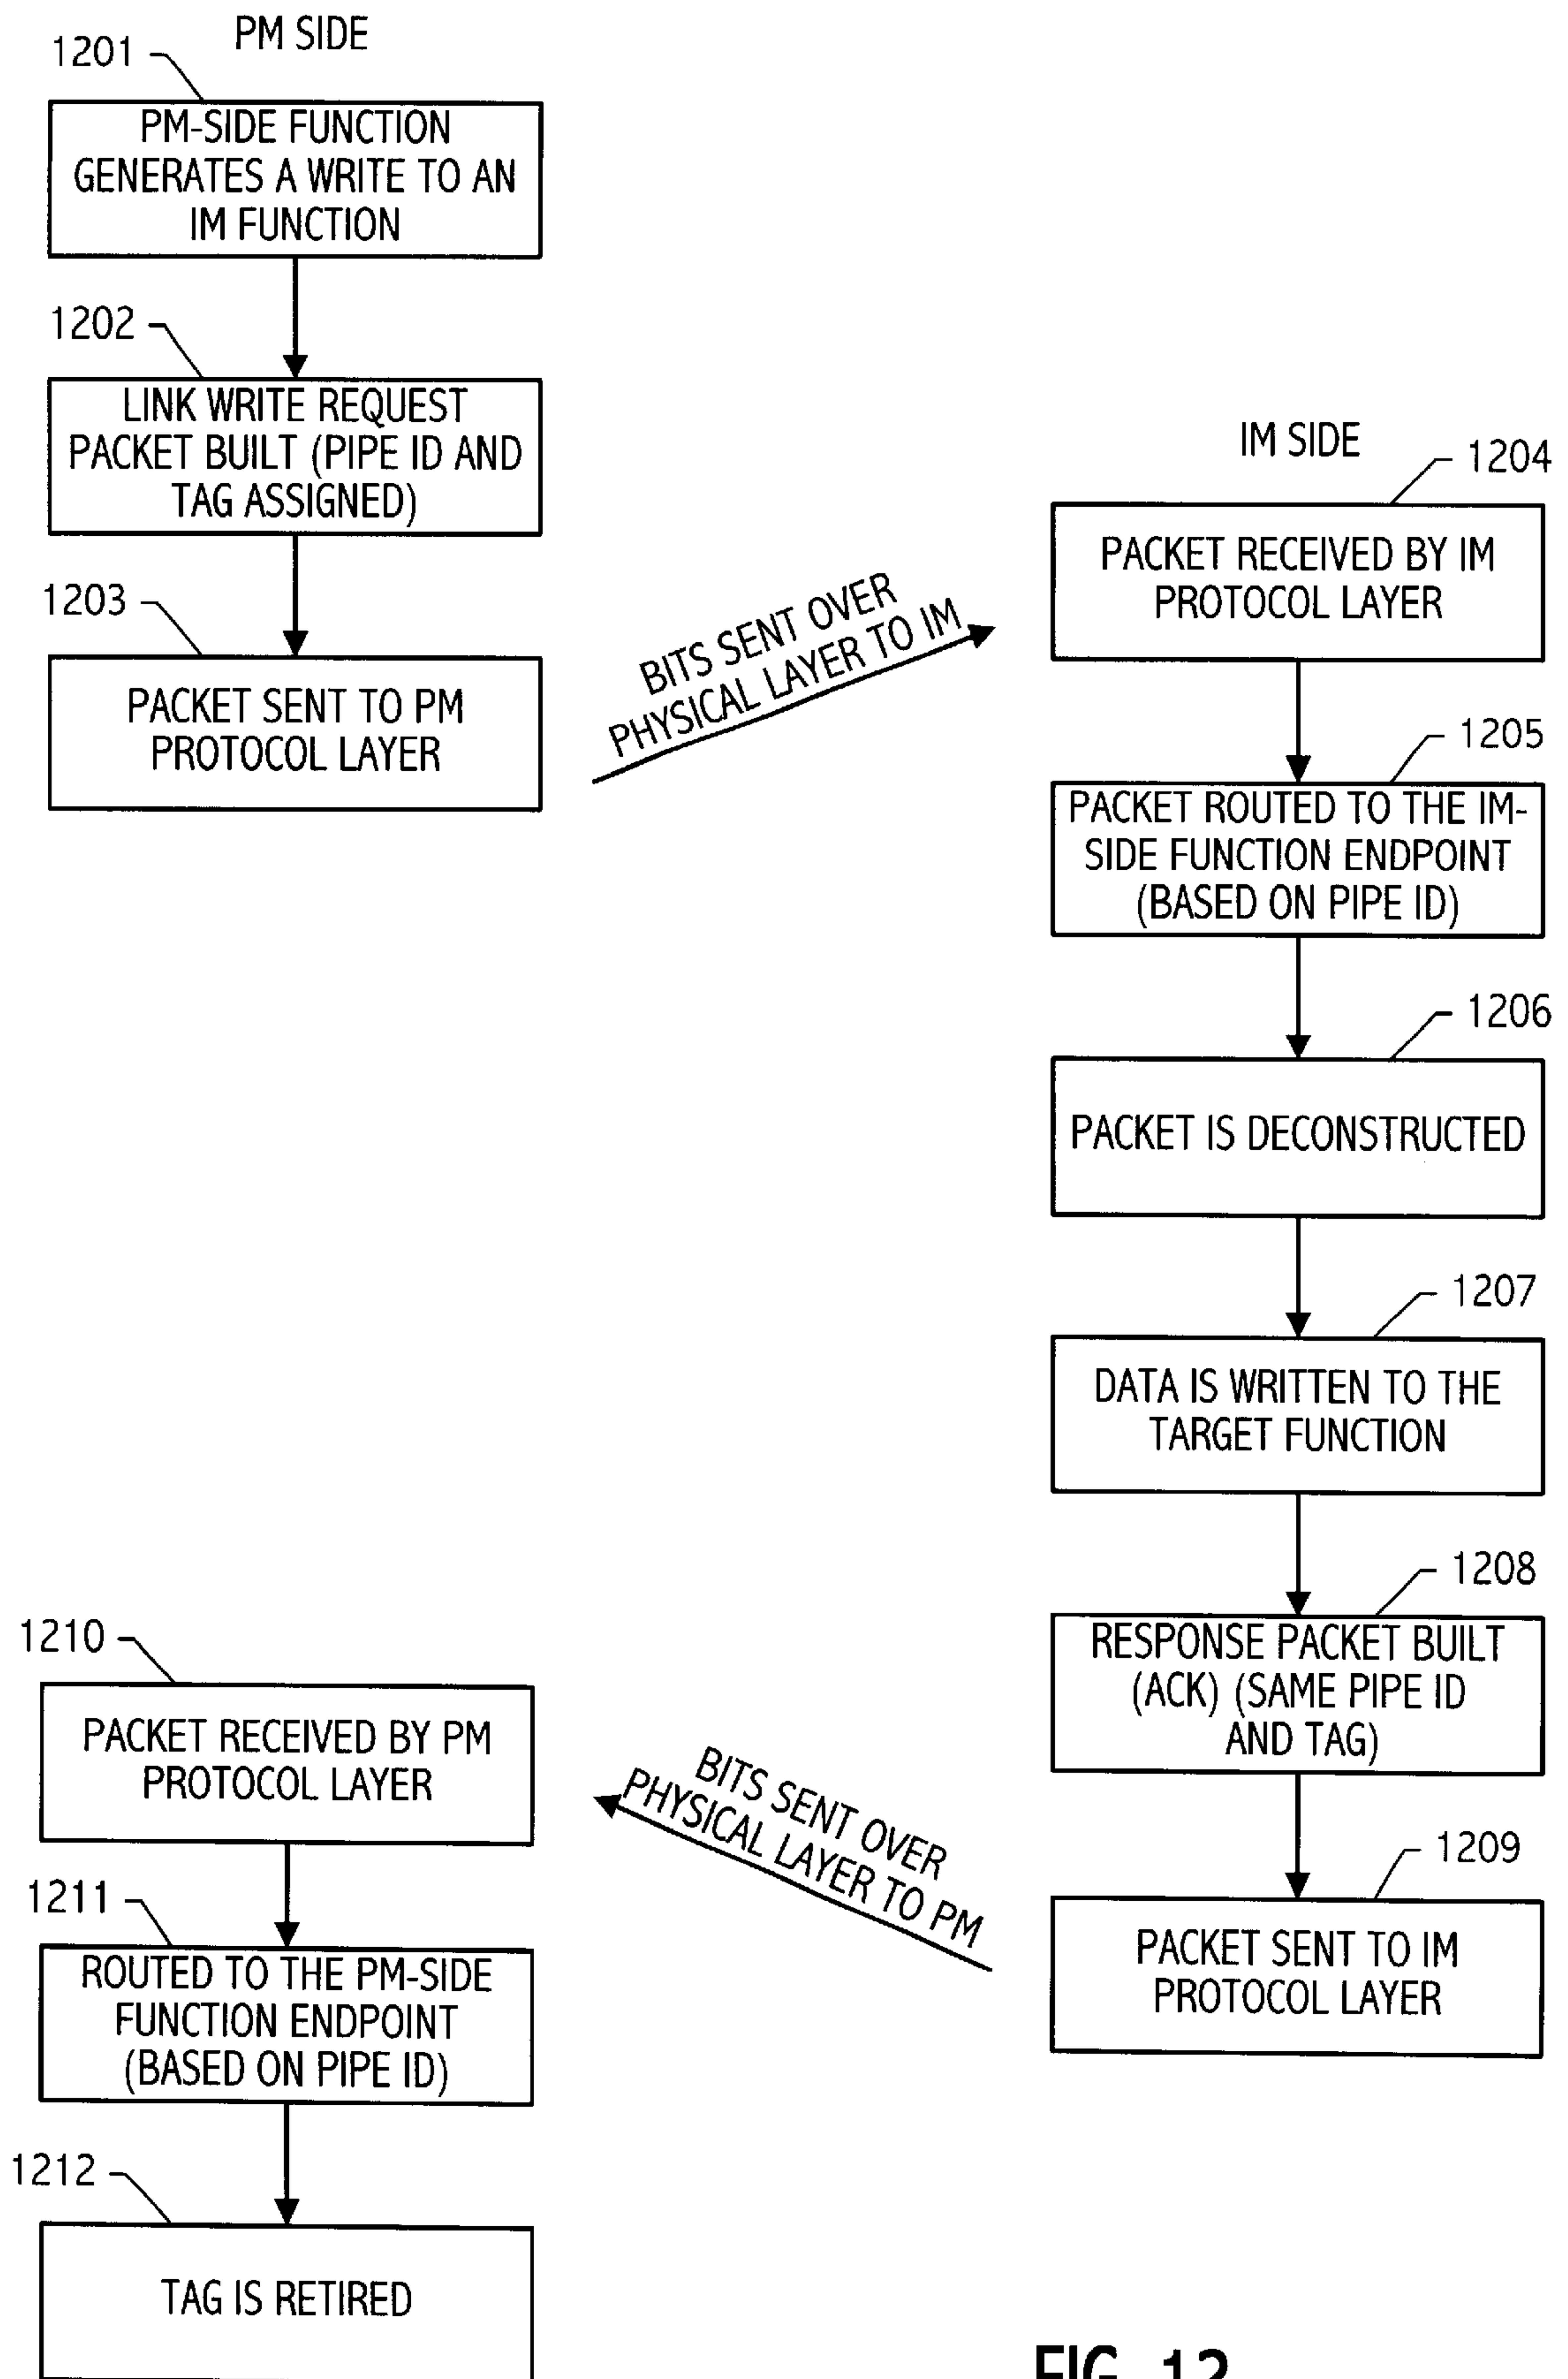 PM SIDE
1201
PM-SIDE FUNCTION
GENERATES A WRITE TO AN
IM FUNCTION
1202
LINK WRITE REQUEST
PACKET BUILT (PIPE ID AND
TAG ASSIGNED)
1203
PACKET SENT TO PM
PROTOCOL LAYER
BITS SENT OVER
PHYSICAL LAYER TO IM
IM SIDE
1204
PACKET RECEIVED BY IM
PROTOCOL LAYER
1205
PACKET ROUTED TO THE IM-
SIDE FUNCTION ENDPOINT
(BASED ON PIPE ID)
1206
PACKET IS DECONSTRUCTED
1207
DATA IS WRITTEN TO THE
TARGET FUNCTION
1208
RESPONSE PACKET BUILT
(ACK) (SAME PIPE ID
AND TAG)
1209
PACKET SENT TO IM
PROTOCOL LAYER
BITS SENT OVER
PHYSICAL LAYER TO PM
1210
PACKET RECEIVED BY PM
PROTOCOL LAYER
1211
ROUTED TO THE PM-SIDE
FUNCTION ENDPOINT
(BASED ON PIPE ID)
1212
TAG IS RETIRED
FIG. 12